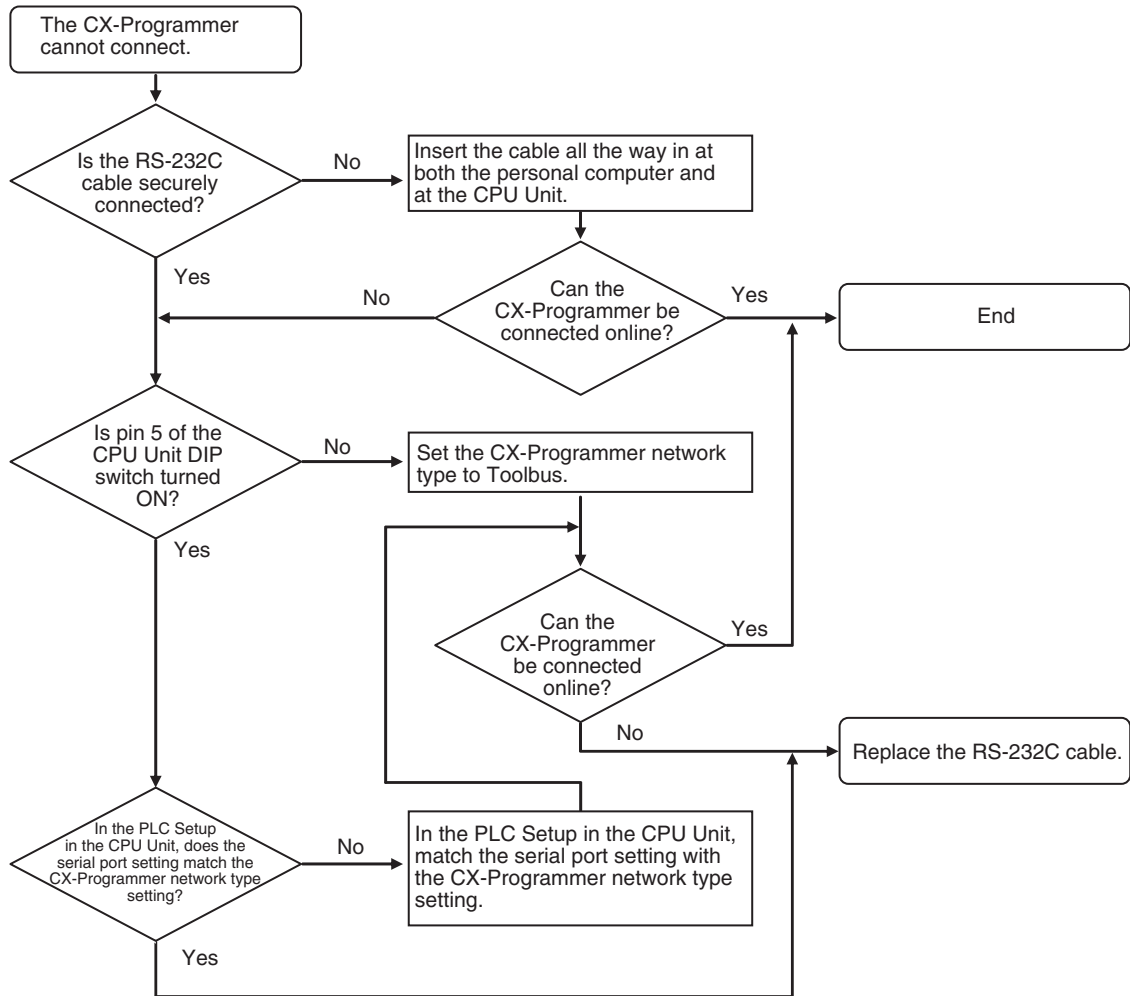 The CX-Programmer
cannot connect.
Is the RS-232C
cable securely
connected?
No
Insert the cable all the way in at
both the personal computer and
at the CPU Unit.
Yes
No
Can the
CX-Programmer be
connected online?
Yes
End
Is pin 5 of the
CPU Unit DIP
switch turned
ON?
No
Set the CX-Programmer network
type to Toolbus.
Yes
Can the
CX-Programmer
be connected
online?
Yes
No
Replace the RS-232C cable.
In the PLC Setup
in the CPU Unit, does the
serial port setting match the
CX-Programmer network type
setting?
No
In the PLC Setup in the CPU Unit,
match the serial port setting with
the CX-Programmer network type
setting.
Yes